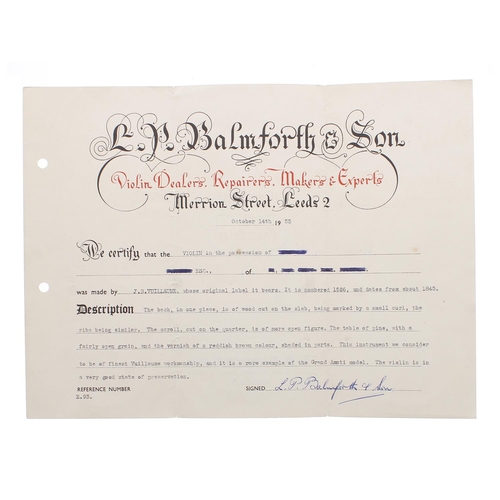 L. P. Balmforth & Son
Violin Dealers, Repairers, Makers & Experts
Merrion Street, Leeds 2
October 14th 19 55
We certify that the VIOLIN in the possession of
ESQ., of
was made by J.B.VUILLAUME, whose original label it bears. It is numbered 1526, and dates from about 1843.
Description The back, in one piece, is of wood cut on the slab, being marked by a small curl, the
ribs being similar. The scroll, cut on the quarter, is of more open figure. The table of pine, with a
fairly open grain, and the varnish of a reddish brown colour, shaded in parts. This instrument we consider
to be of finest Vuillaume workmanship, and it is a rare example of the Grand Amati model. The violin is in
a very good state of preservation.
REFERENCE NUMBER SIGNED L. P. Balmforth & Son
E.93.